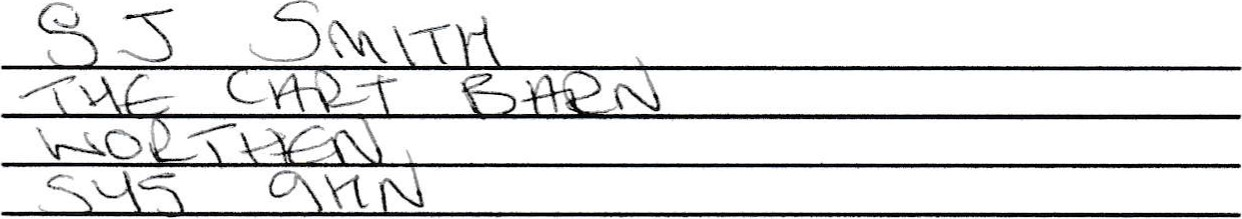 S J SMITH
THE CART BARN
WORTHEN
SY5 9HN